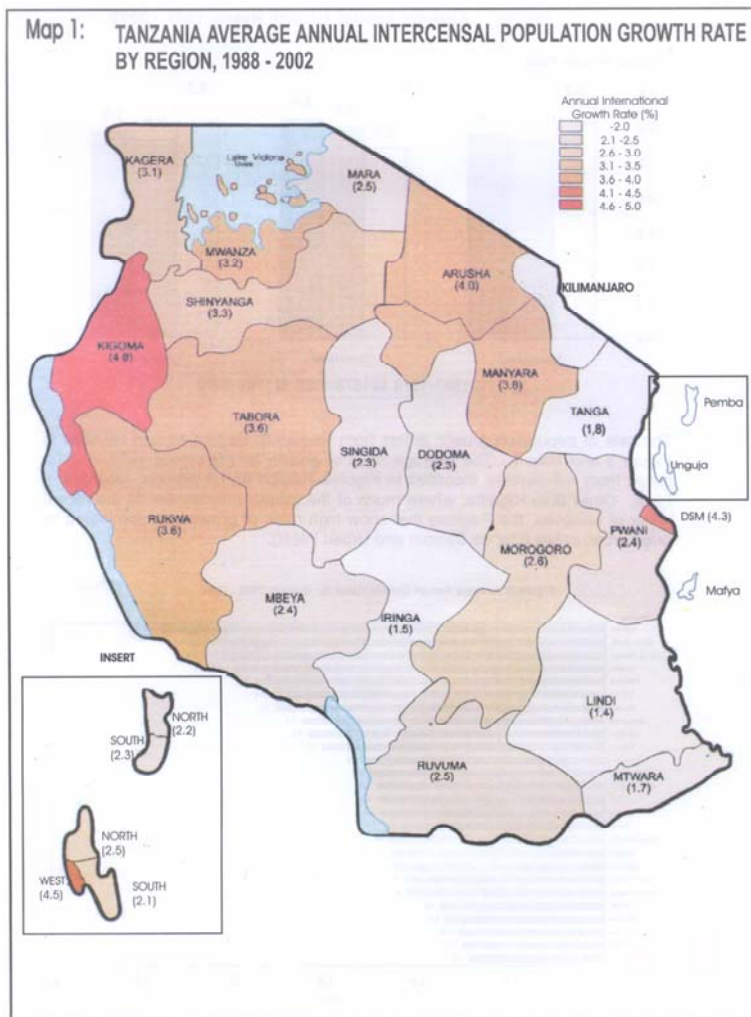 Map 1: TANZANIA AVERAGE ANNUAL INTERCENSAL POPULATION GROWTH RATE
BY REGION, 1988 - 2002
Annual International
Growth Rate (%)
-2.0
2.1 -2.5
2.6 - 3.0
3.1 - 3.5
3.6 - 4.0
4.1 - 4.5
4.6 - 5.0
KAGERA
(3.1)
Lake Victoria
MARA
(2.5)
MWANZA
(3.2)
ARUSHA
(4.0)
KILIMANJARO
SHINYANGA
(3.3)
KIGOMA
(4.8)
MANYARA
(3.8)
TABORA
(3.6)
TANGA
(1,8)
Pemba
SINGIDA
(2.3)
DODOMA
(2.3)
Unguja
RUKWA
(3.6)
DSM (4.3)
PWANI
(2.4)
MOROGORO
(2.6)
MBEYA
(2.4)
Mafya
IRINGA
(1.5)
INSERT
LINDI
(1.4)
NORTH
(2.2)
SOUTH
(2.3)
RUVUMA
(2.5)
MTWARA
(1.7)
NORTH
(2.5)
WEST
(4.5)
SOUTH
(2.1)